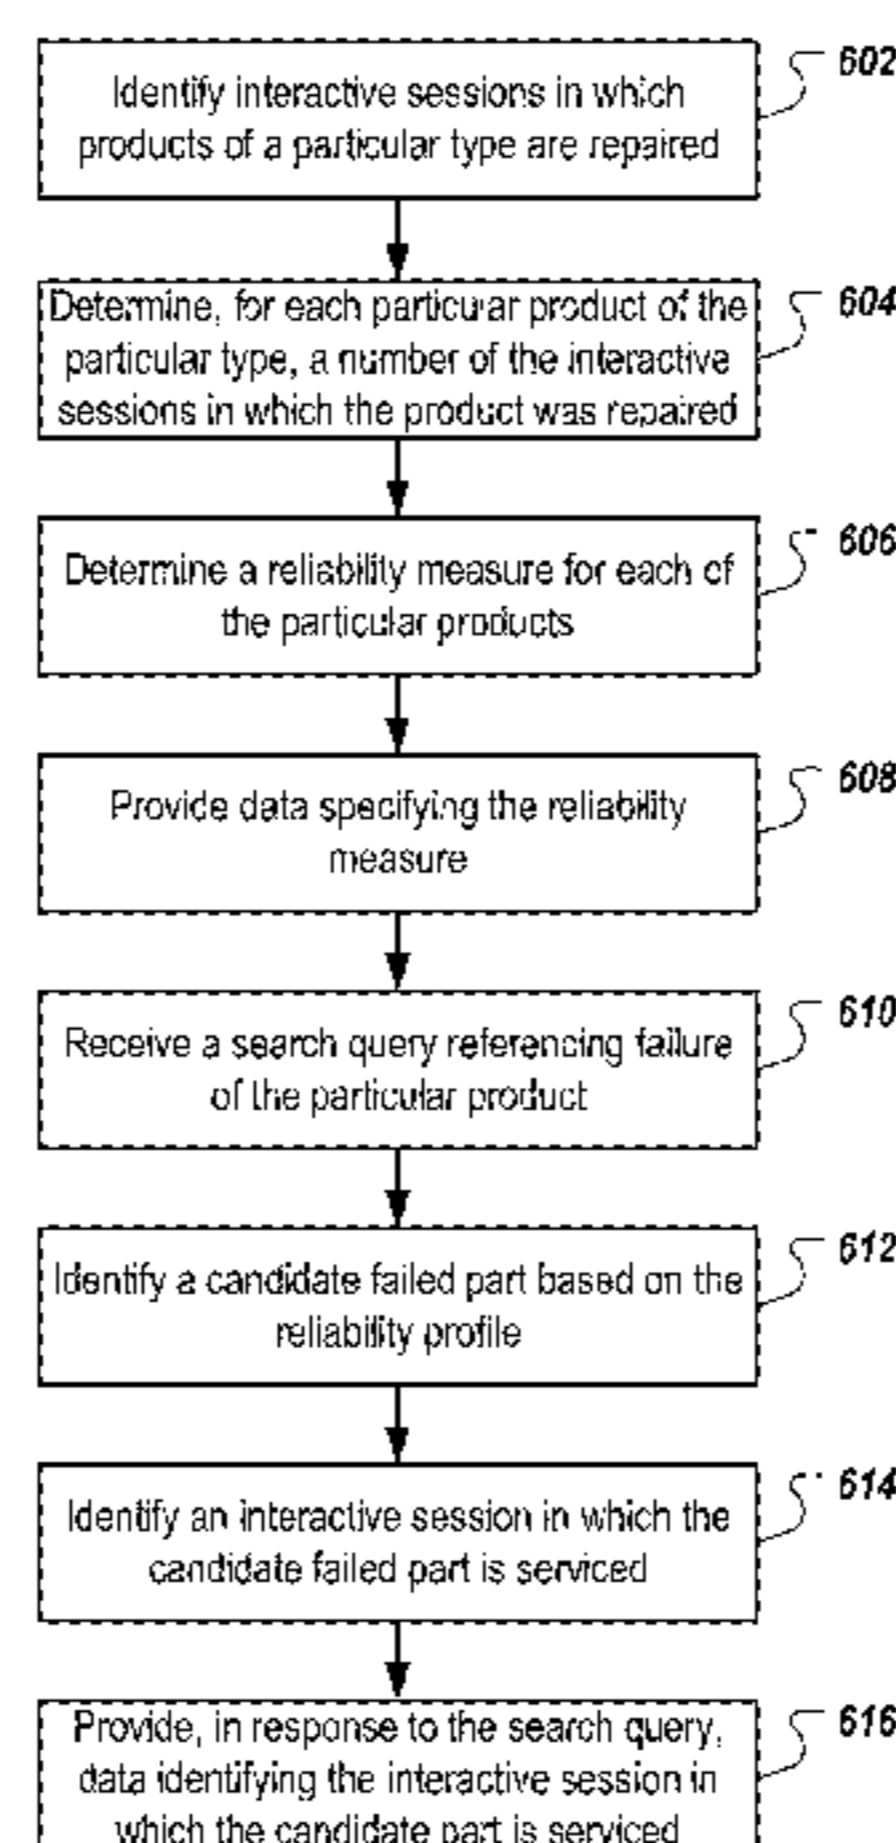 Identify interactive sessions in which
products of a particular type are repaired
602
Determine, for each particular product of the
particular type, a number of the interactive
sessions in which the product was repaired
604
Determine a reliability measure for each of
the particular products
606
Provide data specifying the reliability
measure
608
Receive a search query referencing failure
of the particular product
610
Identify a candidate failed part based on the
reliability profile
612
Identify an interactive session in which the
candidate failed part is serviced
614
Provide, in response to the search query,
data identifying the interactive session in
which the candidate part is serviced
616